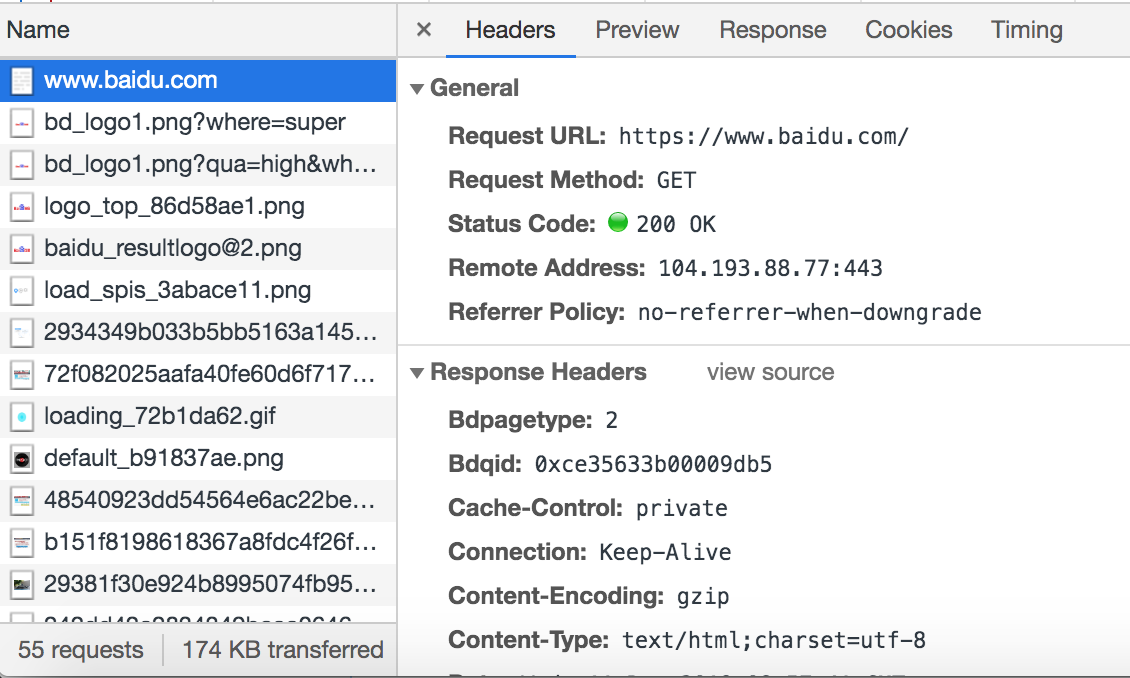 Name
www.baidu.com
bd_logo1.png?where=super
bd_logo1.png?qua=high&wh…
logo_top_86d58ae1.png
baidu_resultlogo@2.png
load_spis_3abace11.png
2934349b033b5bb5163a145…
72f082025aafa40fe60d6f717…
loading_72b1da62.gif
default_b91837ae.png
48540923dd54564e6ac22be…
b151f8198618367a8fdc4f26f…
29381f30e924b8995074fb95…
55 requests
174 KB transferred
× Headers Preview Response Cookies Timing
General
Request URL: https://www.baidu.com/
Request Method: GET
Status Code: 200 OK
Remote Address: 104.193.88.77:443
Referrer Policy: no-referrer-when-downgrade
Response Headers view source
Bdpagetype: 2
Bdqid: 0xce35633b00009db5
Cache-Control: private
Connection: Keep-Alive
Content-Encoding: gzip
Content-Type: text/html;charset=utf-8